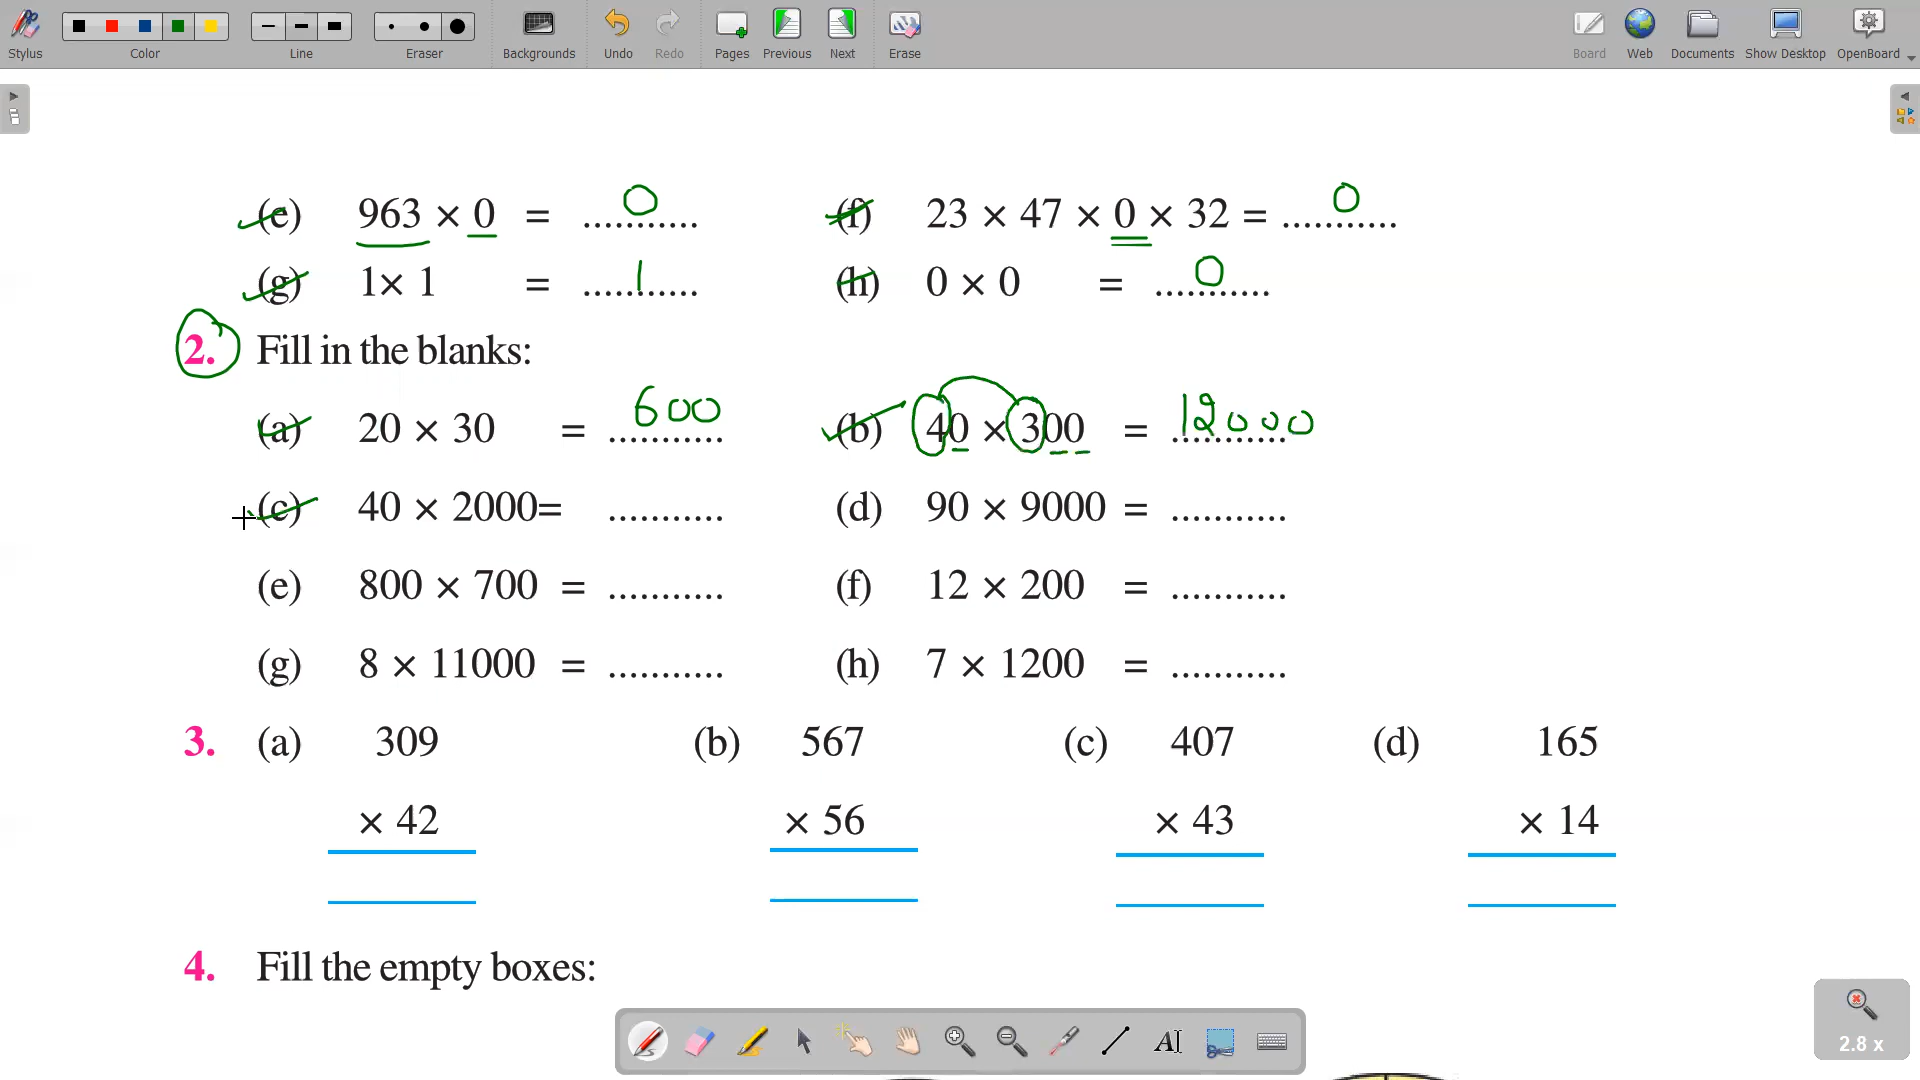 Stylus Color Line Eraser Backgrounds Undo Redo Pages Previous Next Erase Board Web Documents Show Desktop OpenBoard
(e) 963 × 0 = ........... 0 (f) 23 × 47 × 0 × 32 = ........... 0
(g) 1× 1 = ........... 1 (h) 0 × 0 = ........... 0
2. Fill in the blanks:
(a) 20 × 30 = ........... 600 (b) 40 × 300 = ........... 12000
(c) 40 × 2000= ........... (d) 90 × 9000 = ...........
(e) 800 × 700 = ........... (f) 12 × 200 = ...........
(g) 8 × 11000 = ........... (h) 7 × 1200 = ...........
3. (a) 309 (b) 567 (c) 407 (d) 165
× 42 × 56 × 43 × 14
4. Fill the empty boxes:
2.8 x